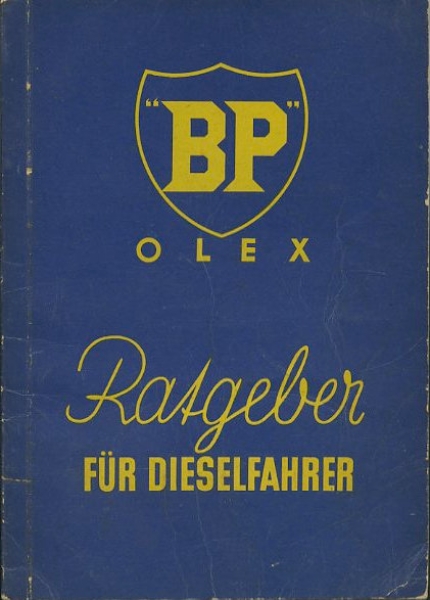 "BP"
OLEX
Ratgeber
FÜR DIESELFAHRER